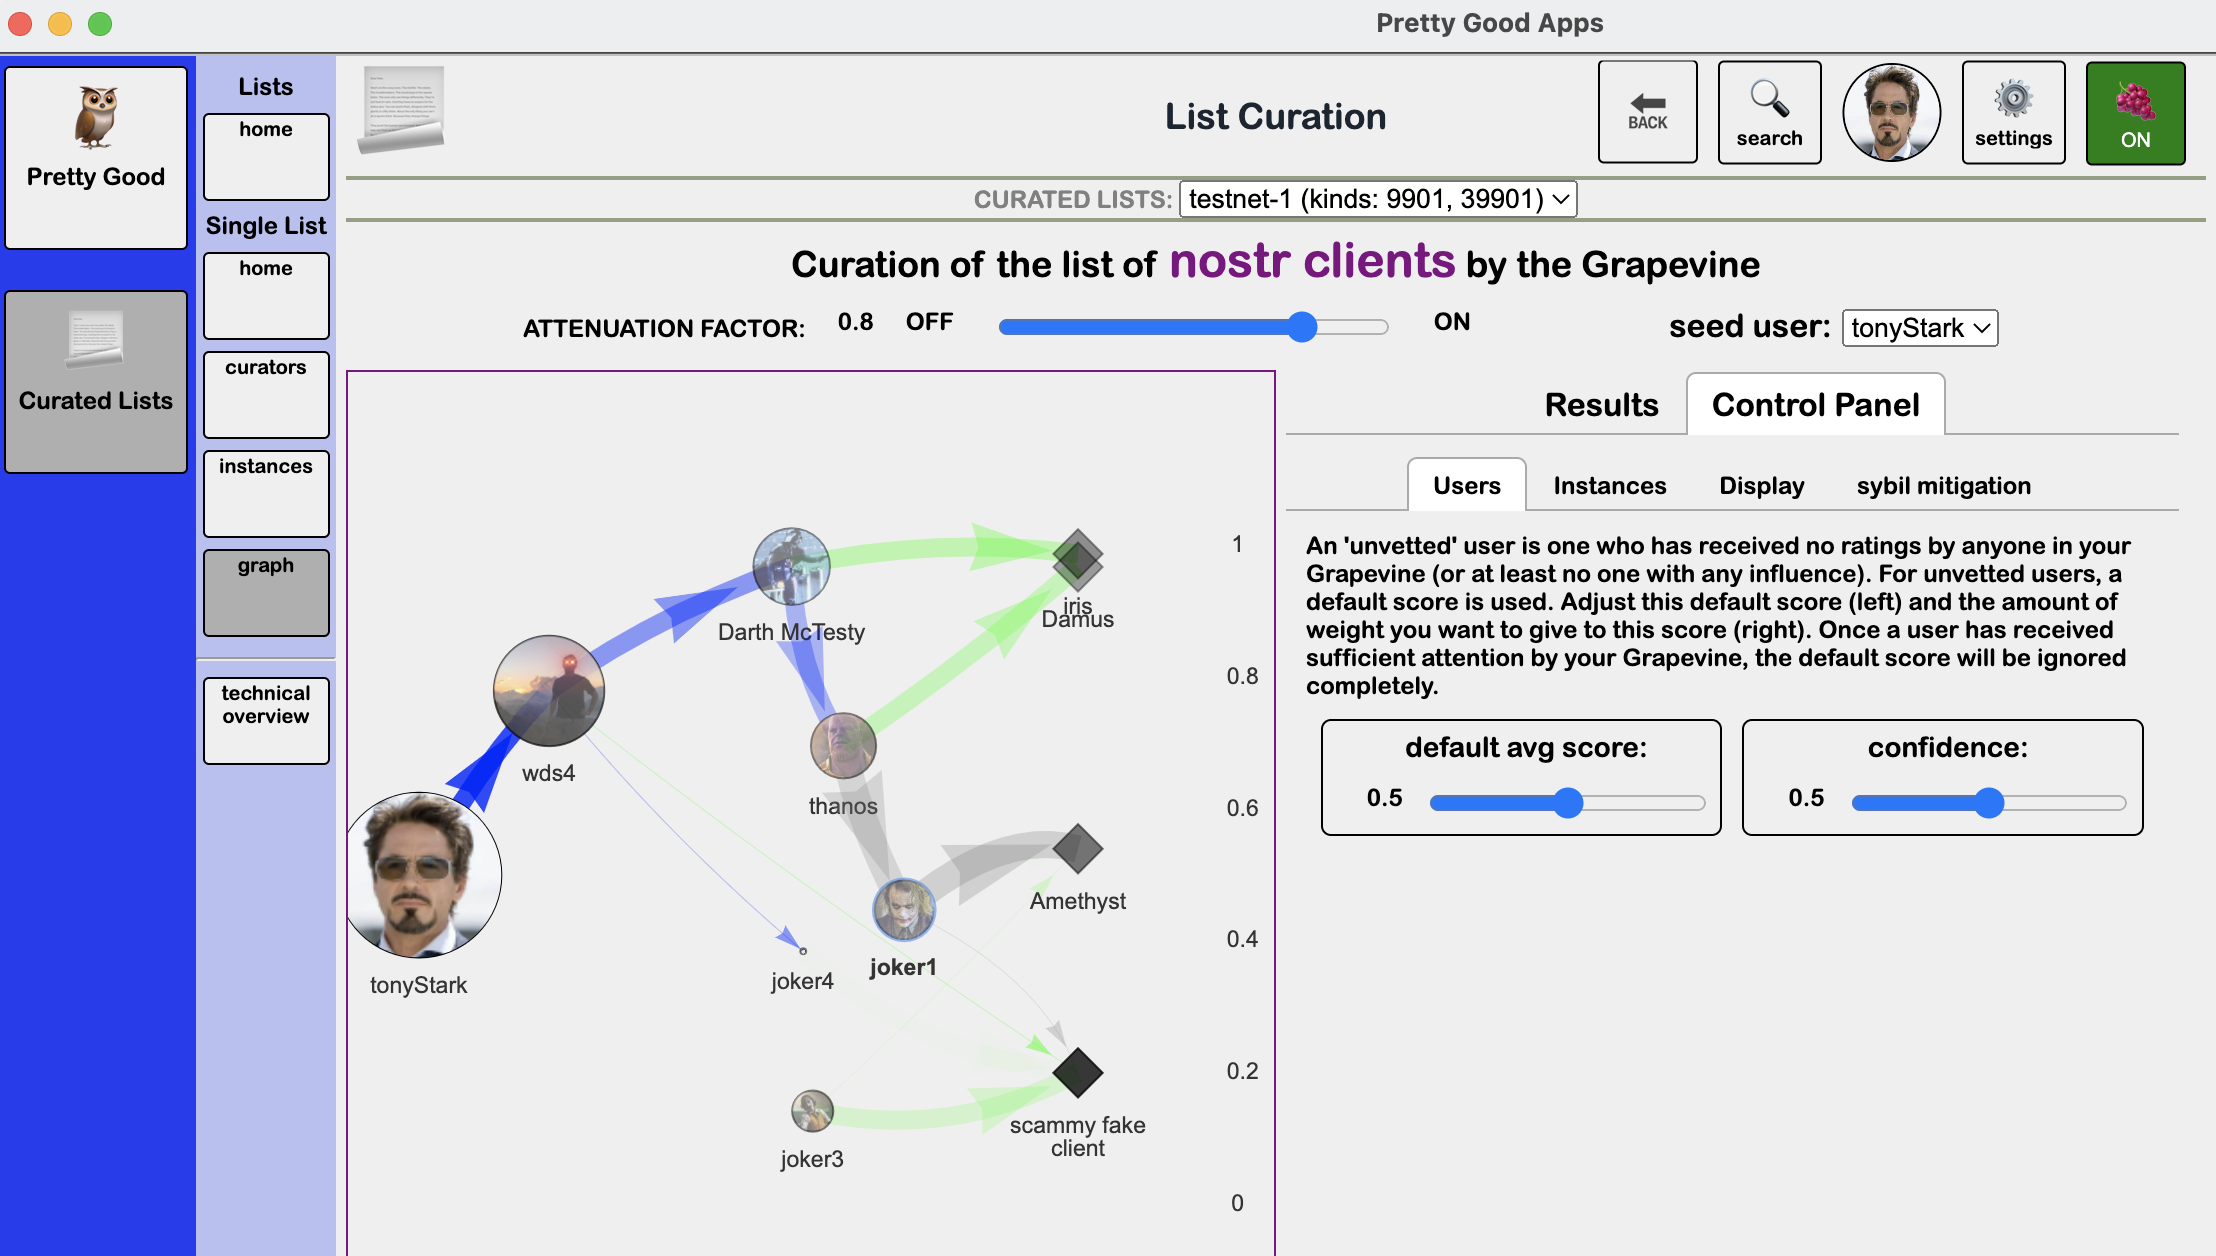 Pretty Good Apps
Pretty Good
Curated Lists
Lists
home
Single List
home
curators
instances
graph
technical
overview
List Curation
BACK
search
settings
ON
CURATED LISTS: testnet-1 (kinds: 9901, 39901)
Curation of the list of nostr clients by the Grapevine
ATTENUATION FACTOR: 0.8 OFF ON
seed user: tonyStark
Darth McTesty
iris
Damus
wds4
thanos
Amethyst
tonyStark
joker4
joker1
joker3
scammy fake
client
1
0.8
0.6
0.4
0.2
0
Results Control Panel
Users Instances Display sybil mitigation
An 'unvetted' user is one who has received no ratings by anyone in your
Grapevine (or at least no one with any influence). For unvetted users, a
default score is used. Adjust this default score (left) and the amount of
weight you want to give to this score (right). Once a user has received
sufficient attention by your Grapevine, the default score will be ignored
completely.
default avg score:
0.5
confidence:
0.5